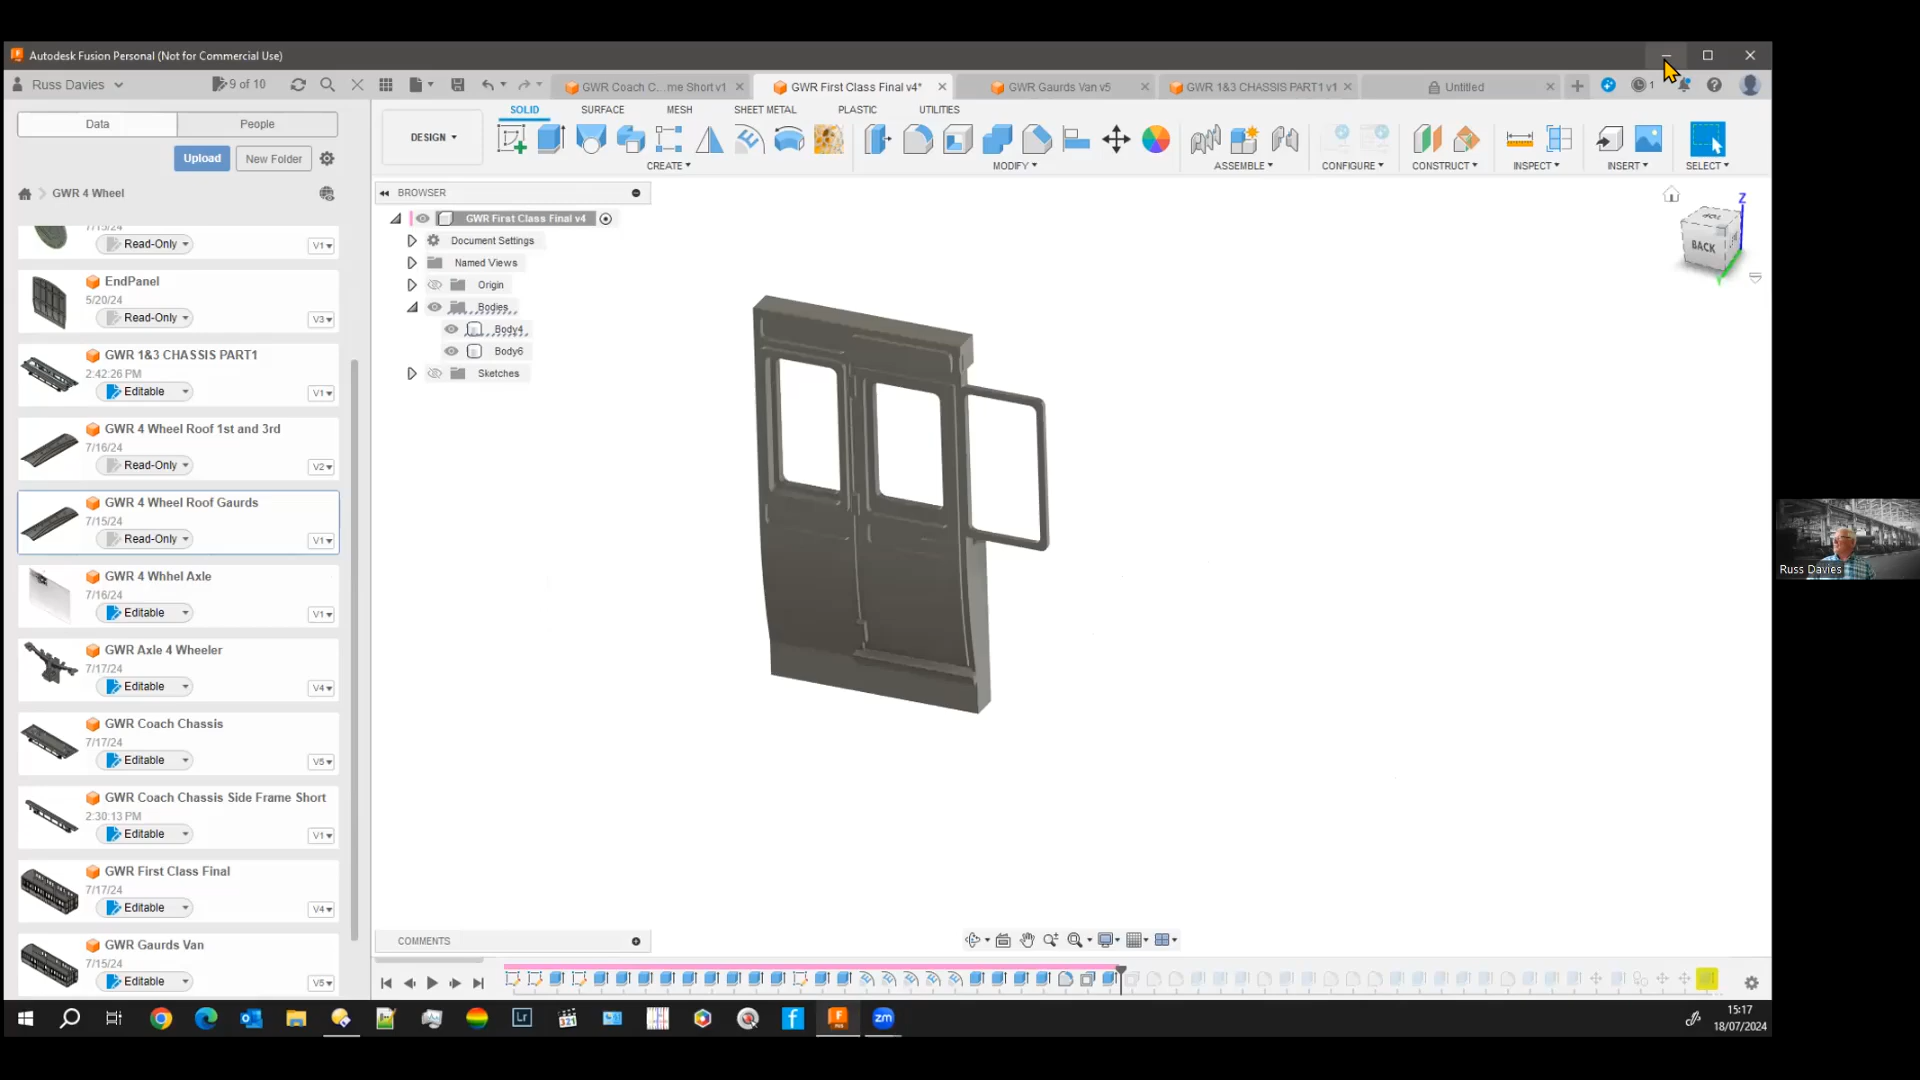 Autodesk Fusion Personal (Not for Commercial Use)
Russ Davies
9 of 10
GWR Coach C...me Short v1
GWR First Class Final v4*
GWR Gaurds Van v5
GWR 1&3 CHASSIS PART1 v1
Untitled
1
Data
People
SOLID
SURFACE
MESH
SHEET METAL
PLASTIC
UTILITIES
DESIGN
CREATE
MODIFY
ASSEMBLE
CONFIGURE
CONSTRUCT
INSPECT
INSERT
SELECT
Upload
New Folder
GWR 4 Wheel
BROWSER
GWR First Class Final v4
Document Settings
Named Views
Origin
Bodies
Body4
Body6
Sketches
Z
TOP
BACK
Y
7/15/24
Read-Only
V1
EndPanel
5/20/24
Read-Only
V3
GWR 1&3 CHASSIS PART1
2:42:26 PM
Editable
V1
GWR 4 Wheel Roof 1st and 3rd
7/16/24
Read-Only
V2
GWR 4 Wheel Roof Gaurds
7/15/24
Read-Only
V1
GWR 4 Whhel Axle
7/16/24
Editable
V1
GWR Axle 4 Wheeler
7/17/24
Editable
V4
GWR Coach Chassis
7/17/24
Editable
V5
GWR Coach Chassis Side Frame Short
2:30:13 PM
Editable
V1
GWR First Class Final
7/17/24
Editable
V4
GWR Gaurds Van
7/15/24
Editable
V5
COMMENTS
Russ Davies
Lr
321
f
F
zm
15:17
18/07/2024